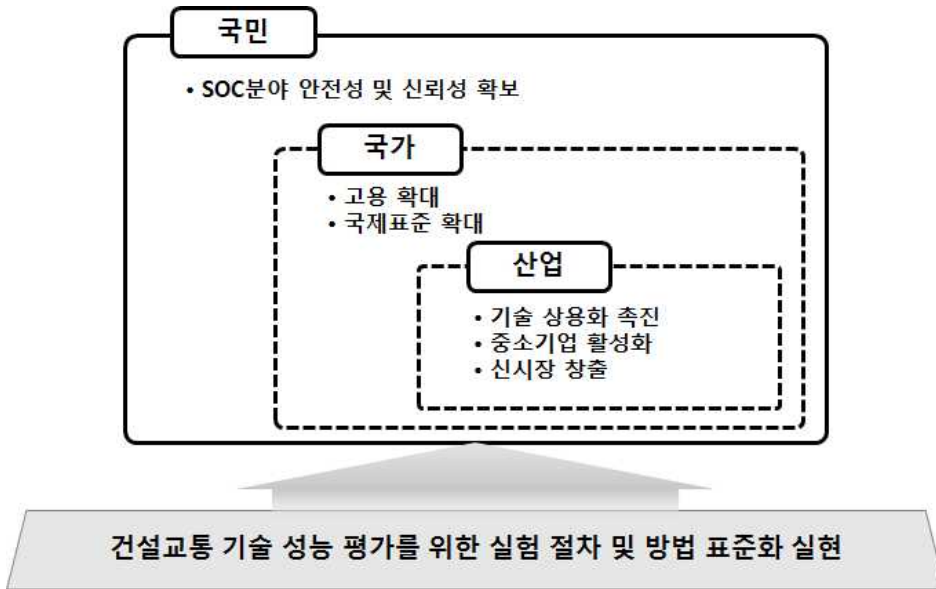 국민
• SOC분야 안전성 및 신뢰성 확보
국가
• 고용 확대
• 국제표준 확대
산업
• 기술 상용화 촉진
• 중소기업 활성화
• 신시장 창출
건설교통 기술 성능 평가를 위한 실험 절차 및 방법 표준화 실현